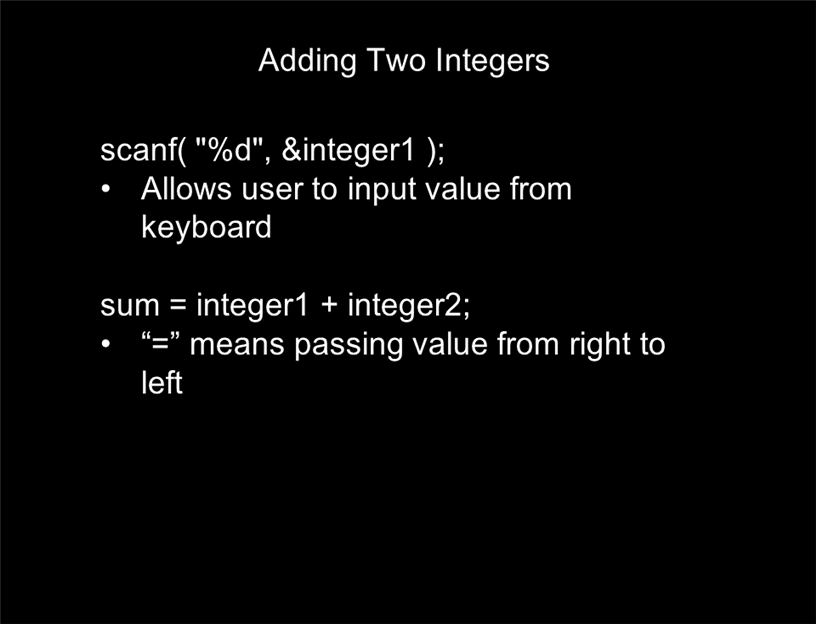 Adding Two Integers
scanf( "%d", &integer1 );
• Allows user to input value from
keyboard
sum = integer1 + integer2;
• “=” means passing value from right to
left